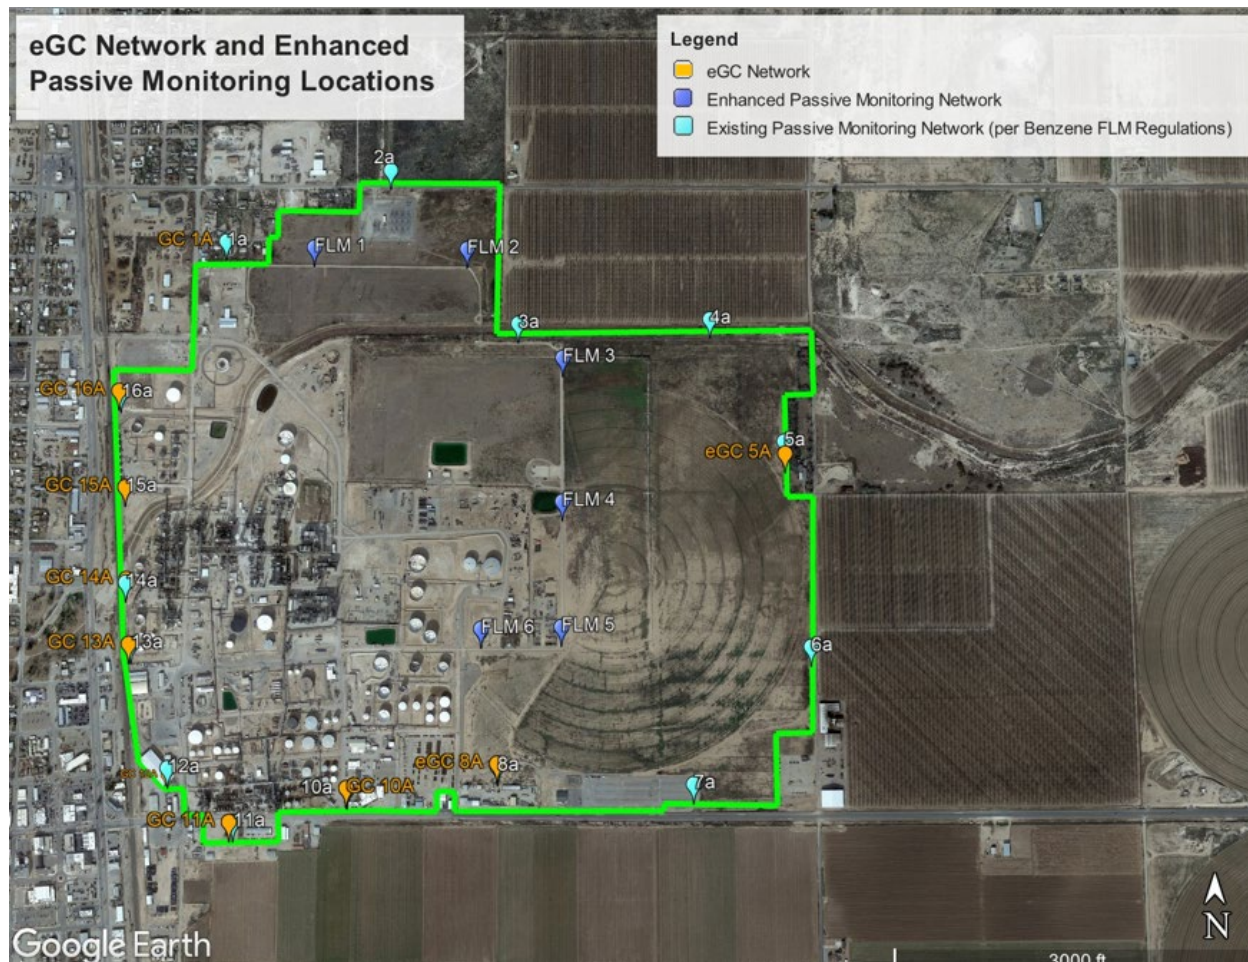 eGC Network and Enhanced
Passive Monitoring Locations
Legend
eGC Network
Enhanced Passive Monitoring Network
Existing Passive Monitoring Network (per Benzene FLM Regulations)
2a
GC 1A 1a
FLM 1
FLM 2
3a
4a
FLM 3
GC 16A 16a
5a
eGC 5A
GC 15A 15a
FLM 4
GC 14A 14a
FLM 6
FLM 5
GC 13A 13a
6a
12a
eGC 8A 8a
10a GC 10A
7a
GC 11A 11a
N
Google Earth
3000 ft